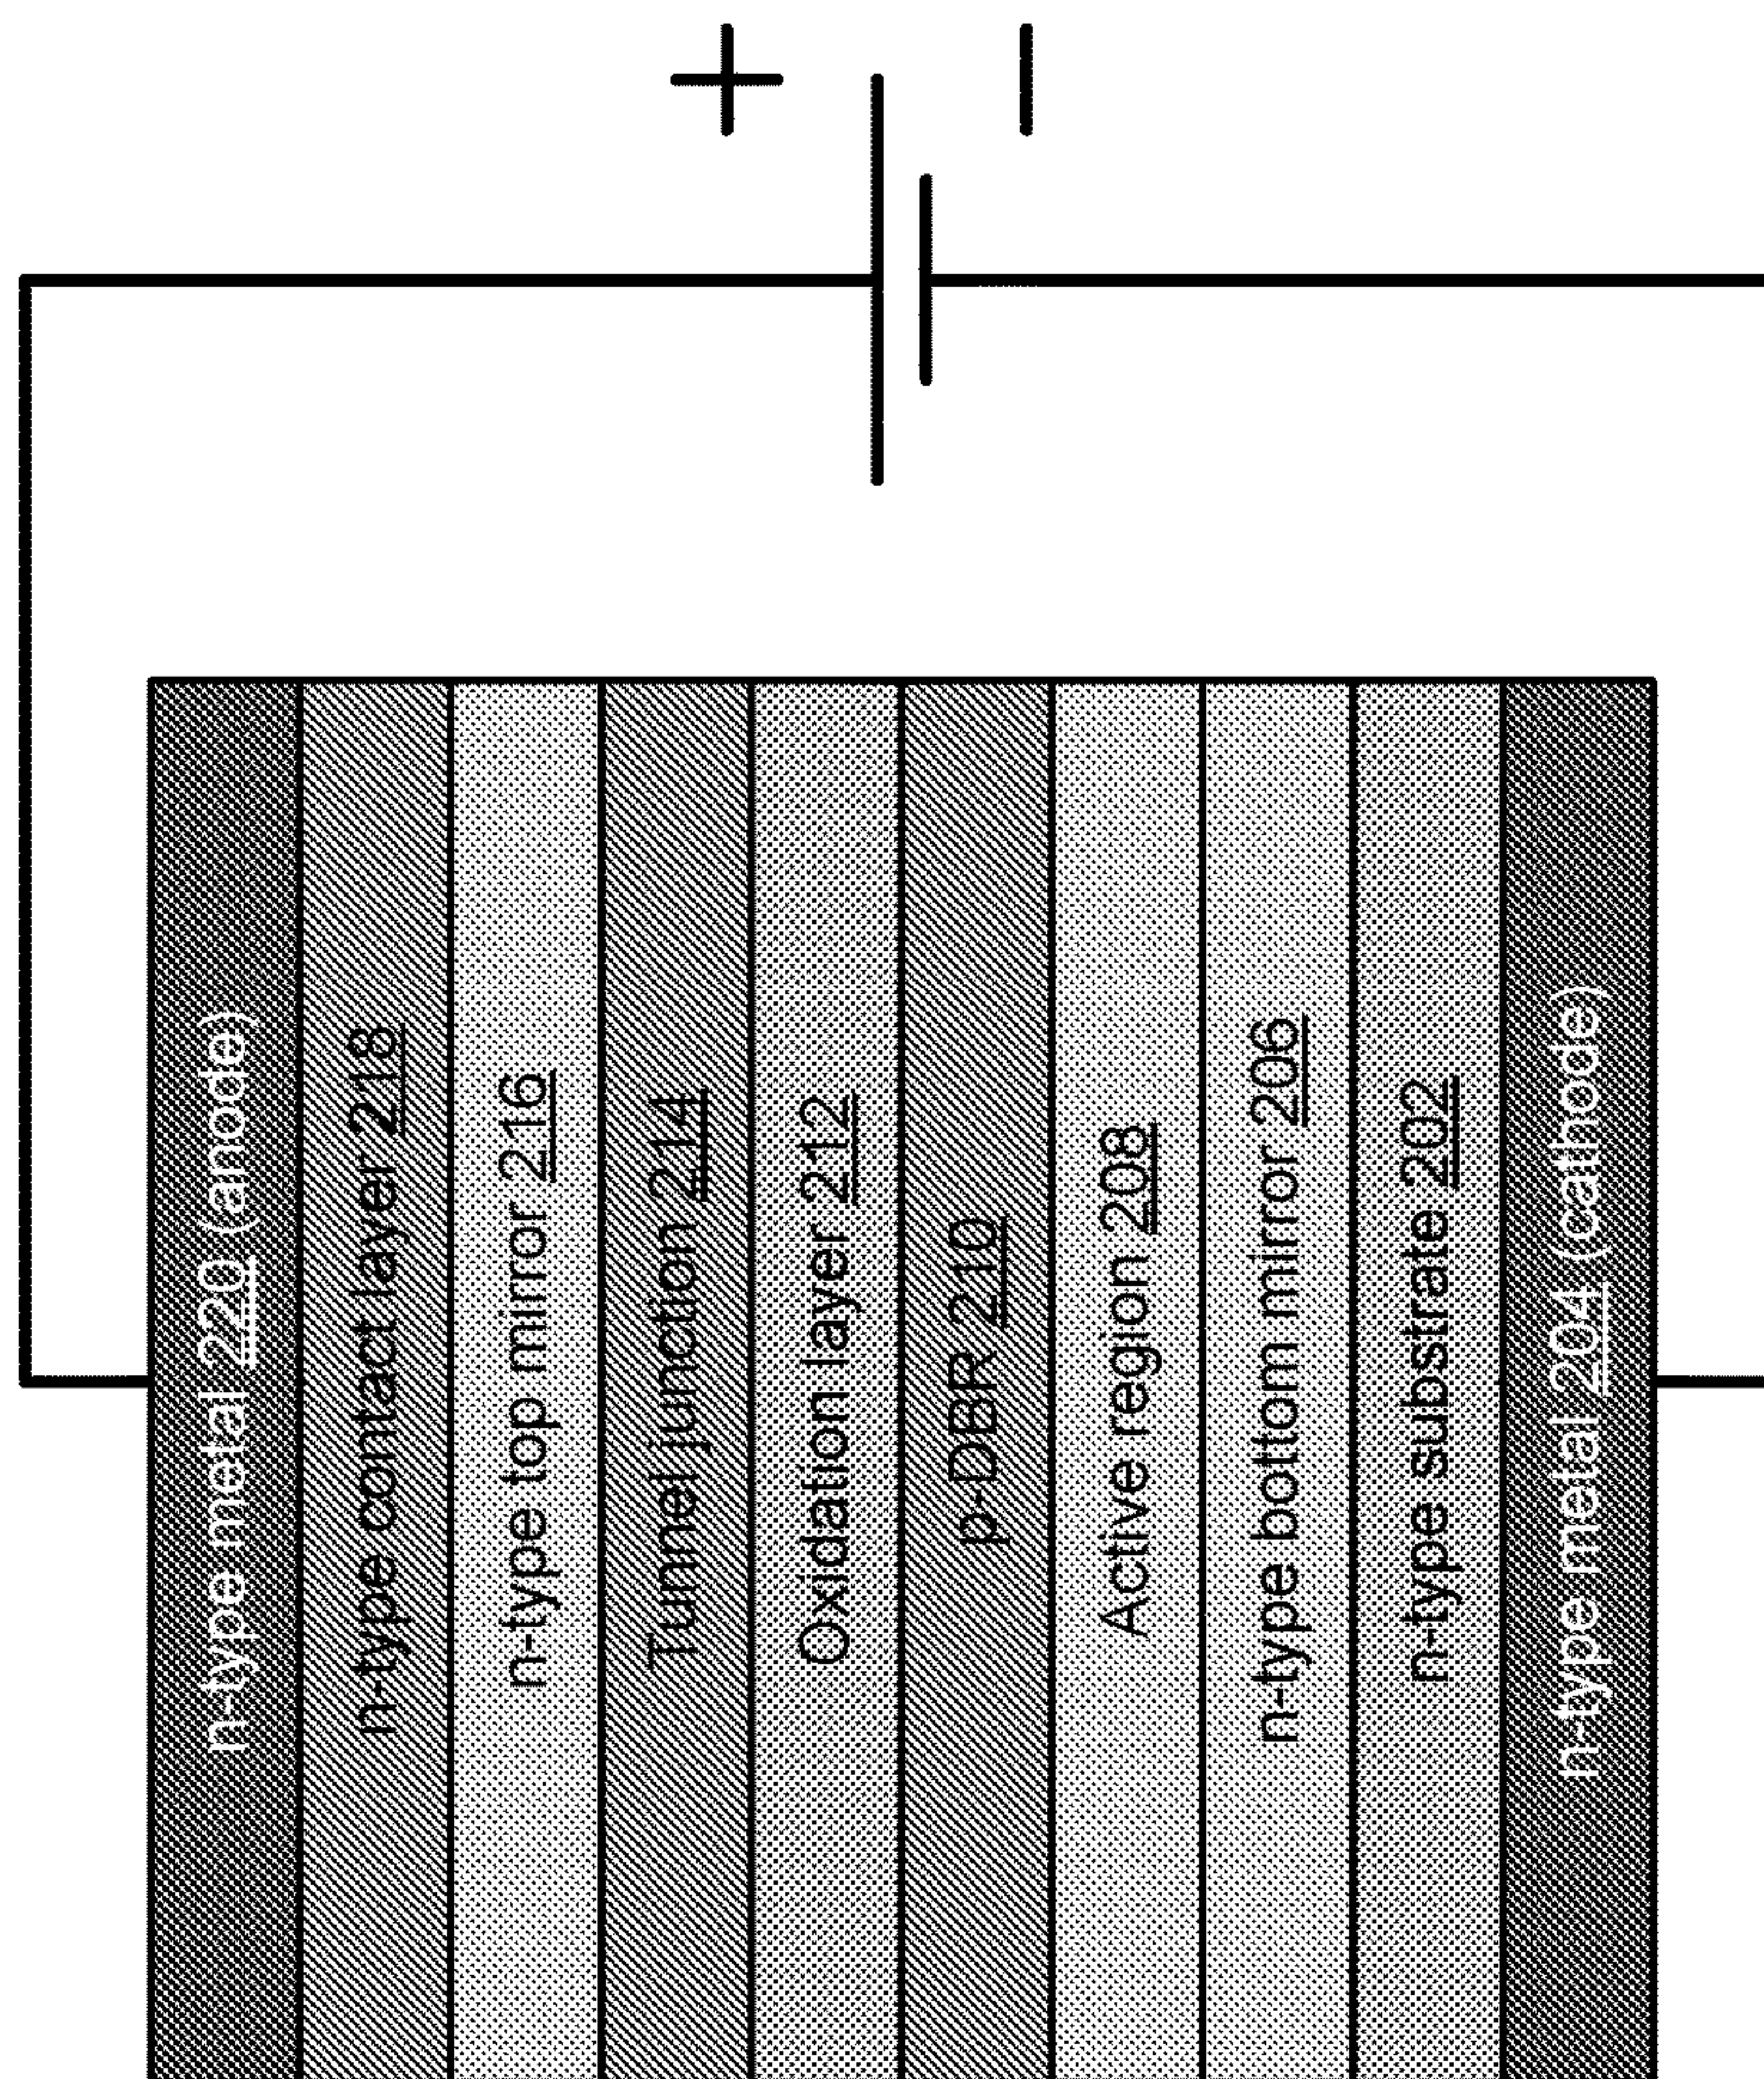 +
−
n-type metal 220 (anode)
n-type contact layer 218
n-type top mirror 216
Tunnel junction 214
Oxidation layer 212
p-DBR 210
Active region 208
n-type bottom mirror 206
n-type substrate 202
n-type metal 204 (cathode)